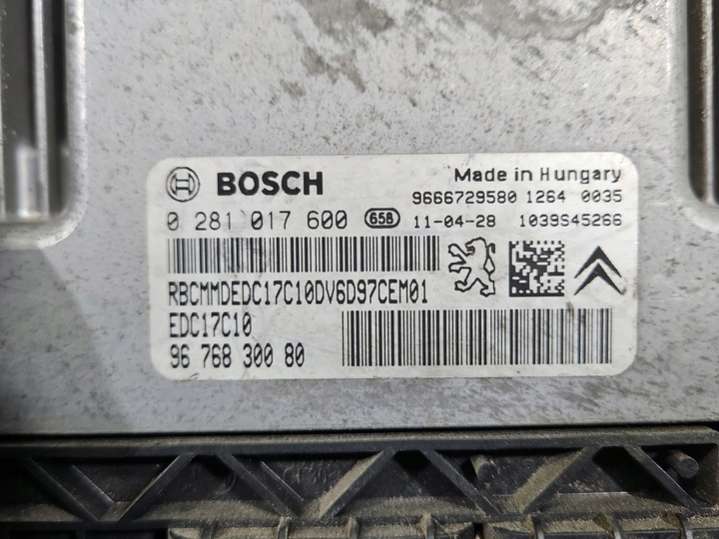 BOSCH
Made in Hungary
9666729580 1264 0035
0 281 017 600 658 11-04-28 1039S45266
RBCMMDEDC17C10DV6D97CEM01
EDC17C10
96 768 300 80